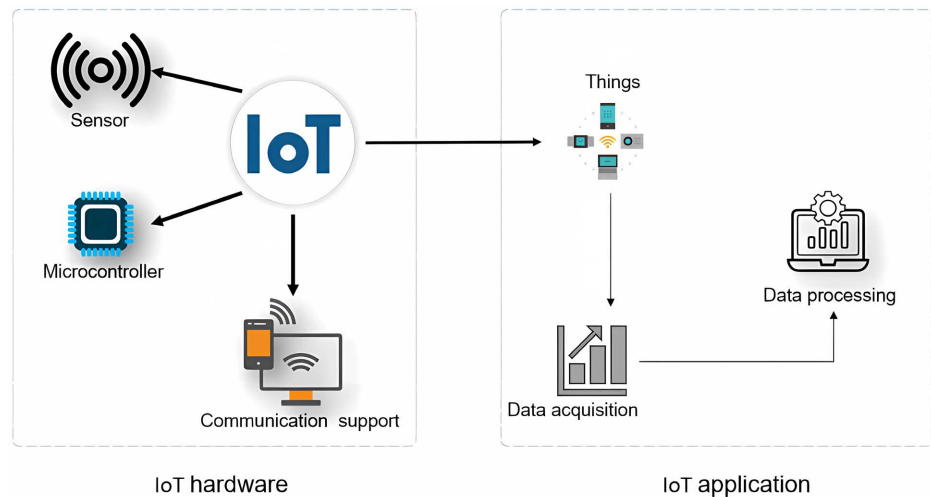 Sensor
IoT
Microcontroller
Communication support
IoT hardware
Things
Data processing
Data acquisition
IoT application